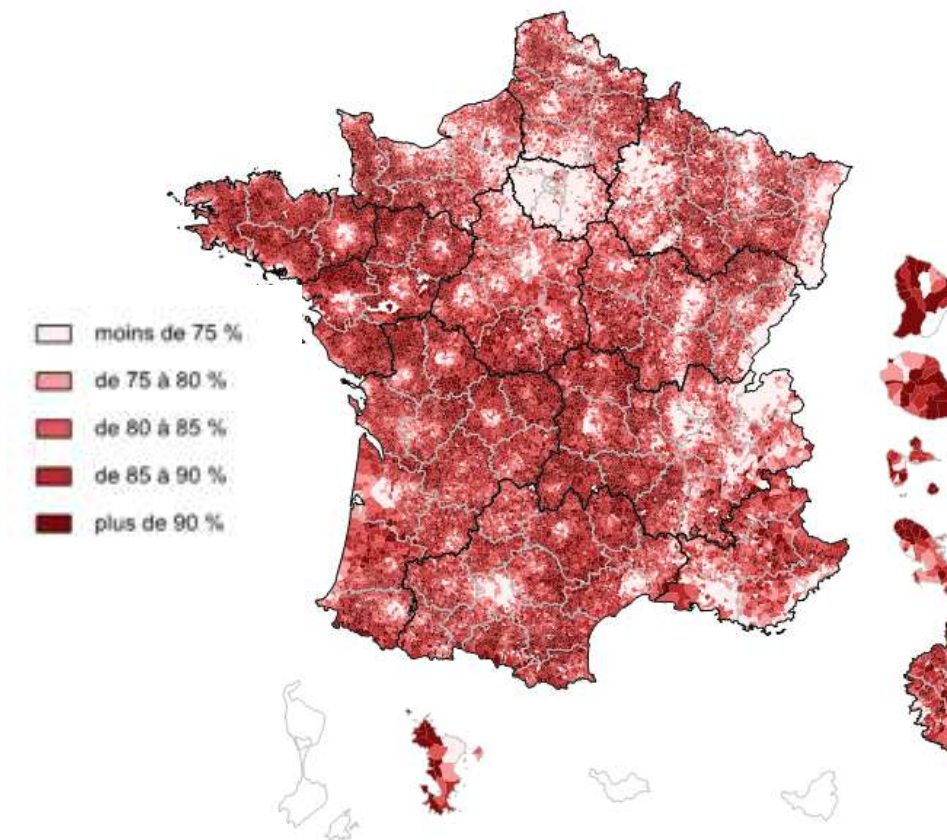 moins de 75 %
de 75 à 80 %
de 80 à 85 %
de 85 à 90 %
plus de 90 %